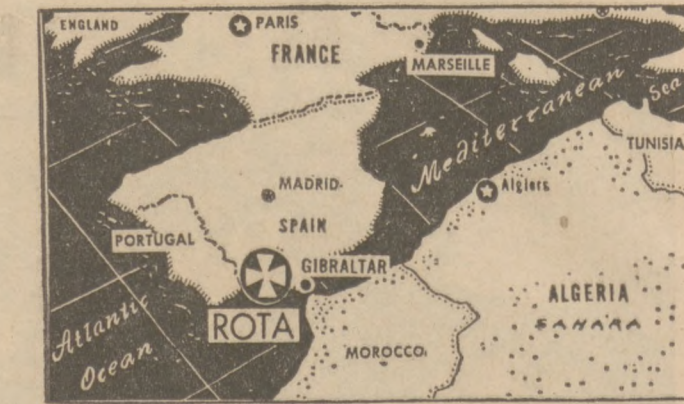 ENGLAND
PARIS
FRANCE
MARSEILLE
Mediterranean Sea
TUNISIA
MADRID
Algiers
SPAIN
PORTUGAL
GIBRALTAR
ROTA
ALGERIA
SAHARA
MOROCCO
Atlantic
Ocean